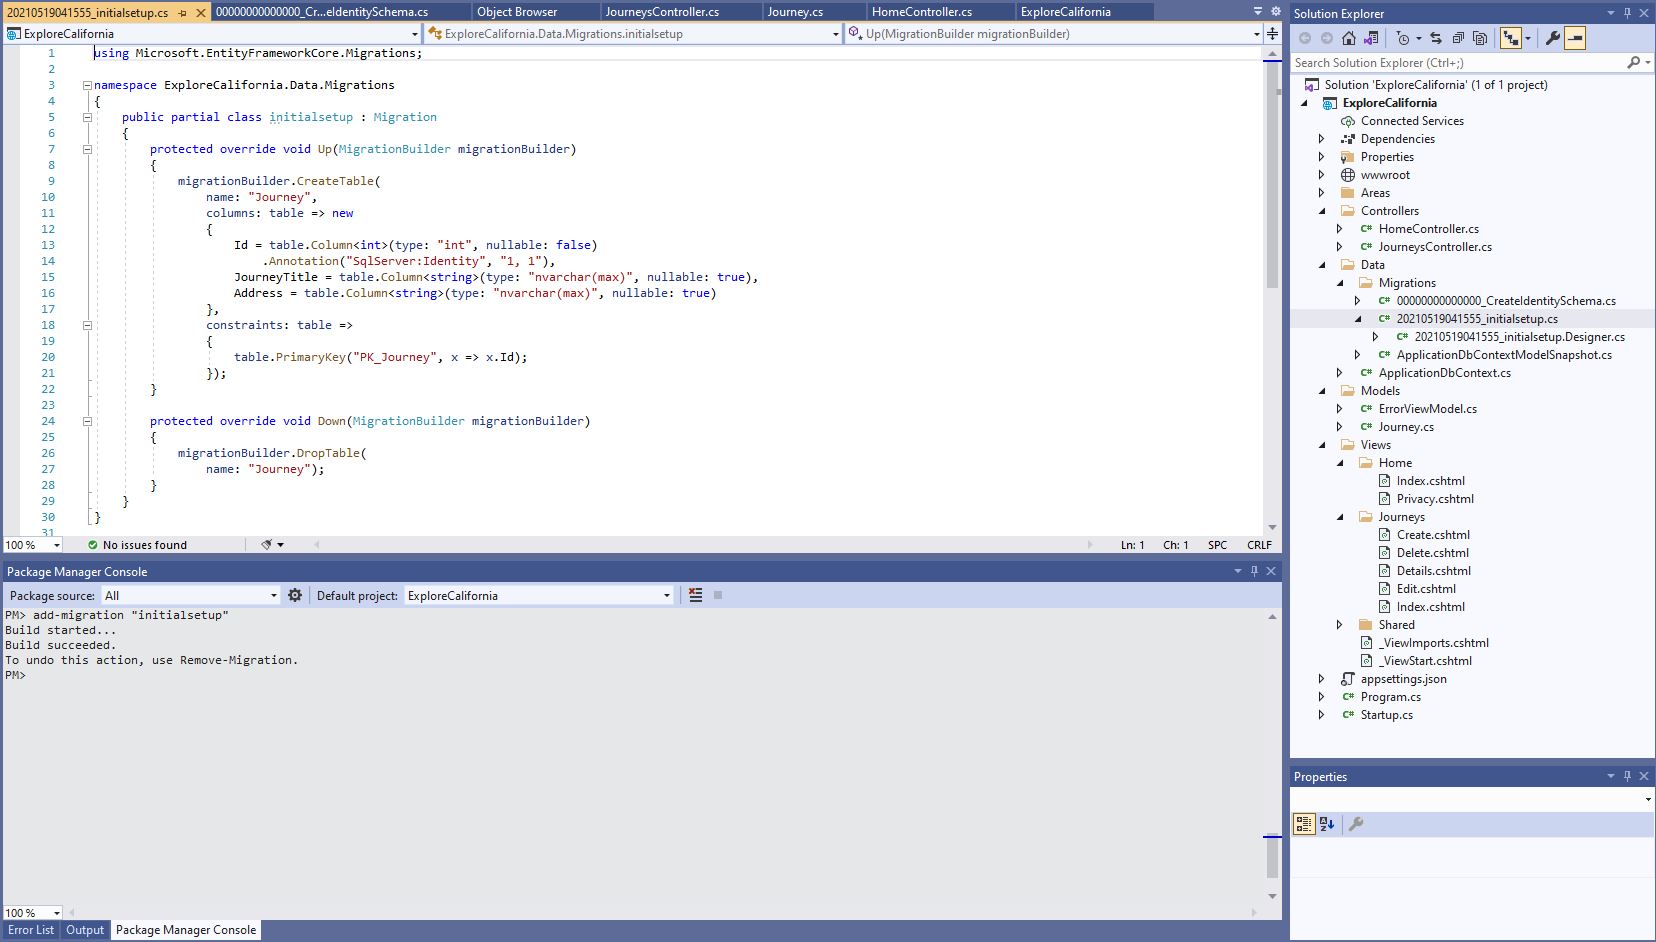 20210519041555_initialsetup.cs
00000000000000_Cr...eIdentitySchema.cs
Object Browser
JourneysController.cs
Journey.cs
HomeController.cs
ExploreCalifornia
ExploreCalifornia
ExploreCalifornia.Data.Migrations.initialsetup
Up(MigrationBuilder migrationBuilder)
1 using Microsoft.EntityFrameworkCore.Migrations;
2
3 namespace ExploreCalifornia.Data.Migrations
4 {
5 public partial class initialsetup : Migration
6 {
7 protected override void Up(MigrationBuilder migrationBuilder)
8 {
9 migrationBuilder.CreateTable(
10 name: "Journey",
11 columns: table => new
12 {
13 Id = table.Column<int>(type: "int", nullable: false)
14 .Annotation("SqlServer:Identity", "1, 1"),
15 JourneyTitle = table.Column<string>(type: "nvarchar(max)", nullable: true),
16 Address = table.Column<string>(type: "nvarchar(max)", nullable: true)
17 },
18 constraints: table =>
19 {
20 table.PrimaryKey("PK_Journey", x => x.Id);
21 });
22 }
23
24 protected override void Down(MigrationBuilder migrationBuilder)
25 {
26 migrationBuilder.DropTable(
27 name: "Journey");
28 }
29 }
30 }
31
100 %
No issues found
Ln: 1 Ch: 1 SPC CRLF
Package Manager Console
Package source: All
Default project: ExploreCalifornia
PM> add-migration "initialsetup"
Build started...
Build succeeded.
To undo this action, use Remove-Migration.
PM>
100 %
Error List
Output
Package Manager Console
Solution Explorer
Search Solution Explorer (Ctrl+;)
Solution 'ExploreCalifornia' (1 of 1 project)
ExploreCalifornia
Connected Services
Dependencies
Properties
wwwroot
Areas
Controllers
C# HomeController.cs
C# JourneysController.cs
Data
Migrations
C# 00000000000000_CreateIdentitySchema.cs
C# 20210519041555_initialsetup.cs
C# 20210519041555_initialsetup.Designer.cs
C# ApplicationDbContextModelSnapshot.cs
C# ApplicationDbContext.cs
Models
C# ErrorViewModel.cs
C# Journey.cs
Views
Home
Index.cshtml
Privacy.cshtml
Journeys
Create.cshtml
Delete.cshtml
Details.cshtml
Edit.cshtml
Index.cshtml
Shared
_ViewImports.cshtml
_ViewStart.cshtml
appsettings.json
C# Program.cs
C# Startup.cs
Properties